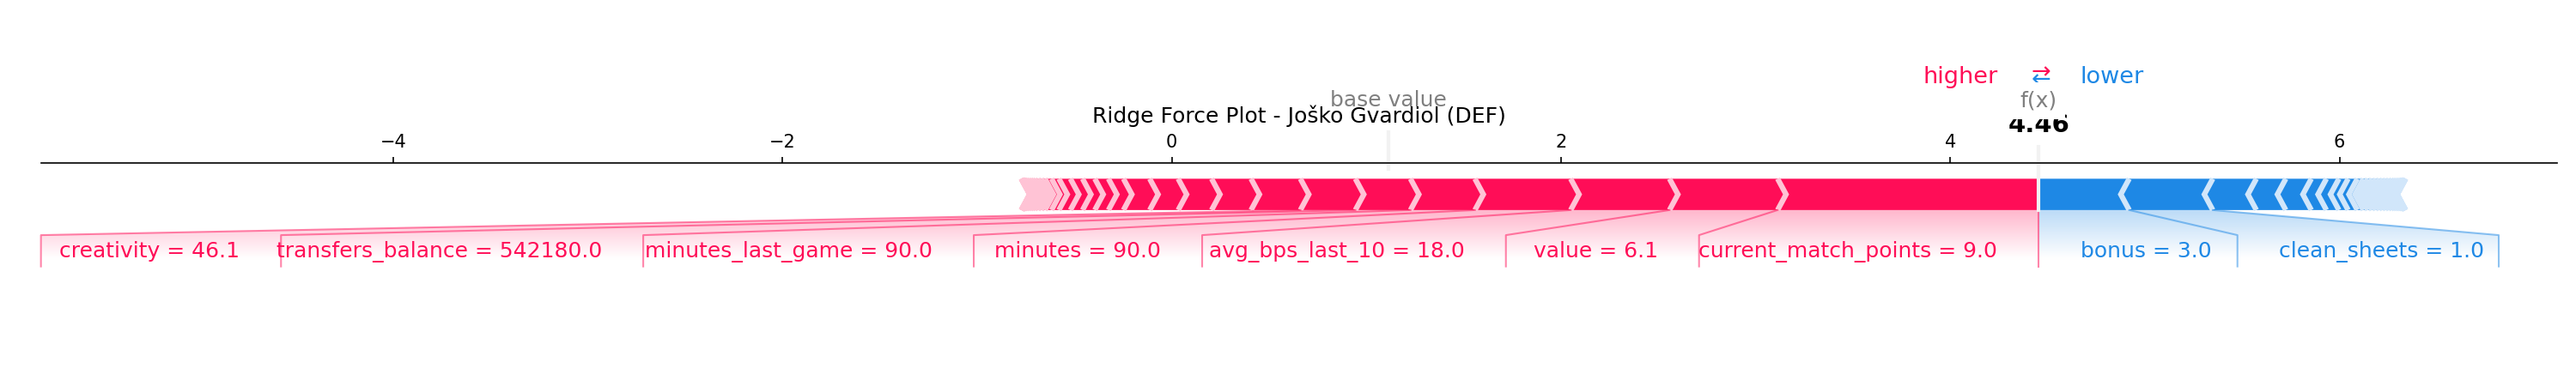 higher ⇄ lower
base value
f(x)
Ridge Force Plot - Joško Gvardiol (DEF)
4.46
−4 −2 0 2 4 6
creativity = 46.1 transfers_balance = 542180.0 minutes_last_game = 90.0 minutes = 90.0 avg_bps_last_10 = 18.0 value = 6.1 current_match_points = 9.0 bonus = 3.0 clean_sheets = 1.0